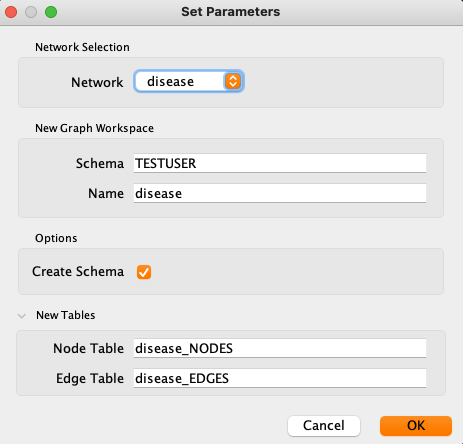 Set Parameters
Network Selection
Network disease
New Graph Workspace
Schema TESTUSER
Name disease
Options
Create Schema
New Tables
Node Table disease_NODES
Edge Table disease_EDGES
Cancel OK